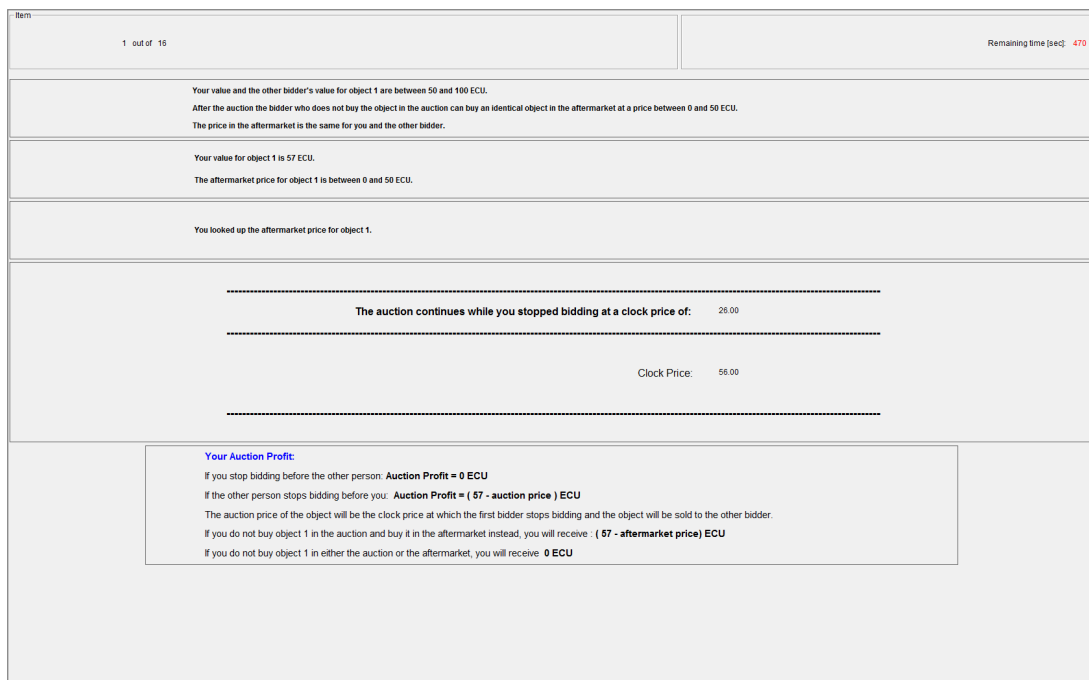 Item
1 out of 16
Remaining time [sec]: 470
Your value and the other bidder's value for object 1 are between 50 and 100 ECU.
After the auction the bidder who does not buy the object in the auction can buy an identical object in the aftermarket at a price between 0 and 50 ECU.
The price in the aftermarket is the same for you and the other bidder.
Your value for object 1 is 57 ECU.
The aftermarket price for object 1 is between 0 and 50 ECU.
You looked up the aftermarket price for object 1.
The auction continues while you stopped bidding at a clock price of: 26.00
Clock Price: 56.00
Your Auction Profit:
If you stop bidding before the other person: Auction Profit = 0 ECU
If the other person stops bidding before you: Auction Profit = ( 57 - auction price ) ECU
The auction price of the object will be the clock price at which the first bidder stops bidding and the object will be sold to the other bidder.
If you do not buy object 1 in the auction and buy it in the aftermarket instead, you will receive : ( 57 - aftermarket price) ECU
If you do not buy object 1 in either the auction or the aftermarket, you will receive 0 ECU